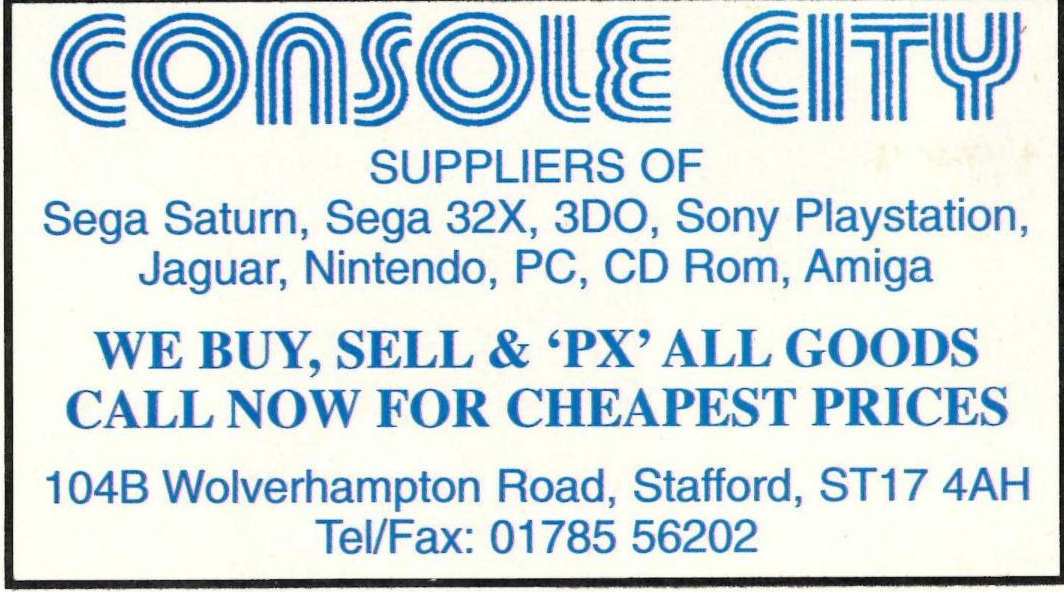 CONSOLE CITY
SUPPLIERS OF
Sega Saturn, Sega 32X, 3DO, Sony Playstation,
Jaguar, Nintendo, PC, CD Rom, Amiga
WE BUY, SELL & ‘PX’ ALL GOODS
CALL NOW FOR CHEAPEST PRICES
104B Wolverhampton Road, Stafford, ST17 4AH
Tel/Fax: 01785 56202